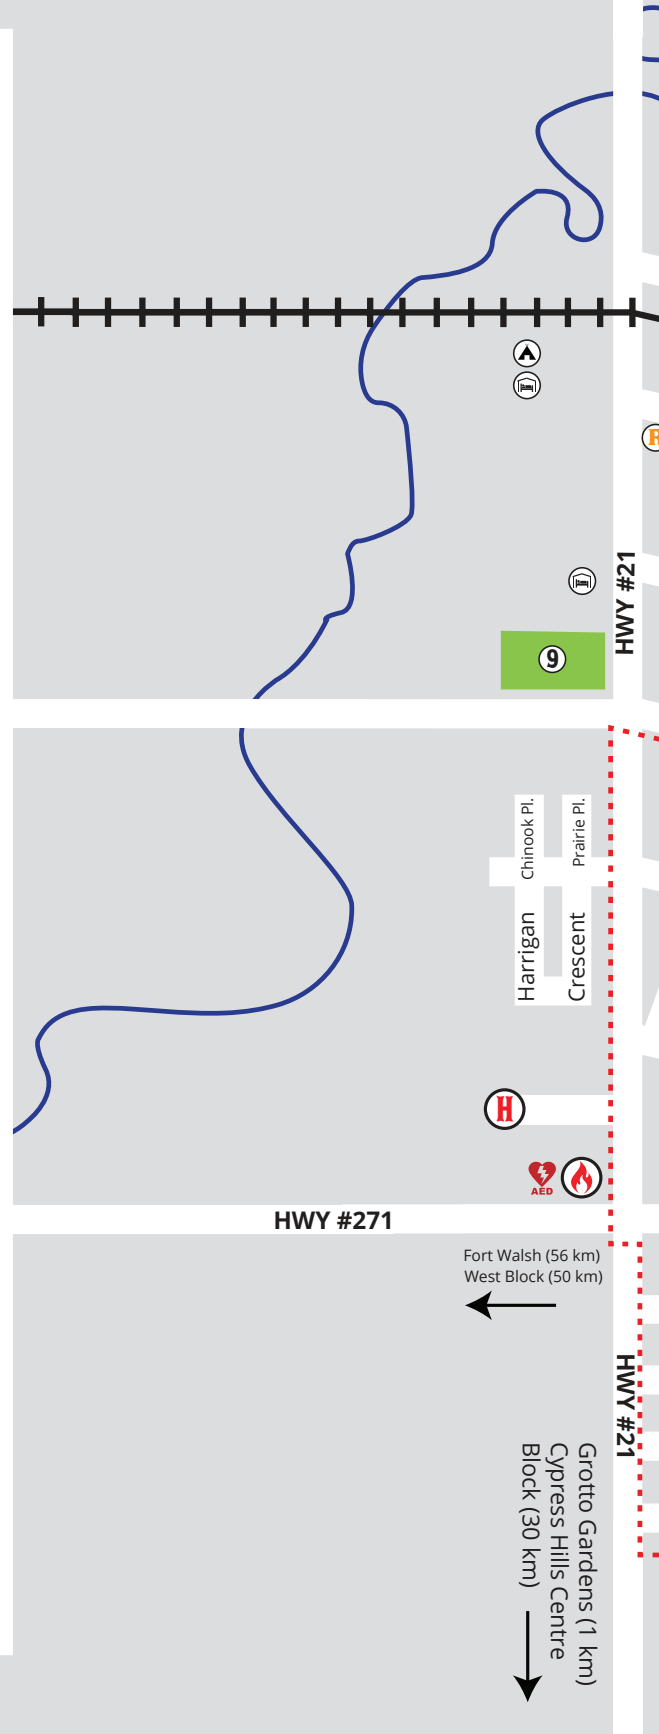 R
HWY #21
9
Chinook Pl.
Prairie Pl.
Harrigan
Crescent
H
AED
HWY #271
Fort Walsh (56 km)
West Block (50 km)
HWY #21
Grotto Gardens (1 km)
Cypress Hills Centre
Block (30 km)